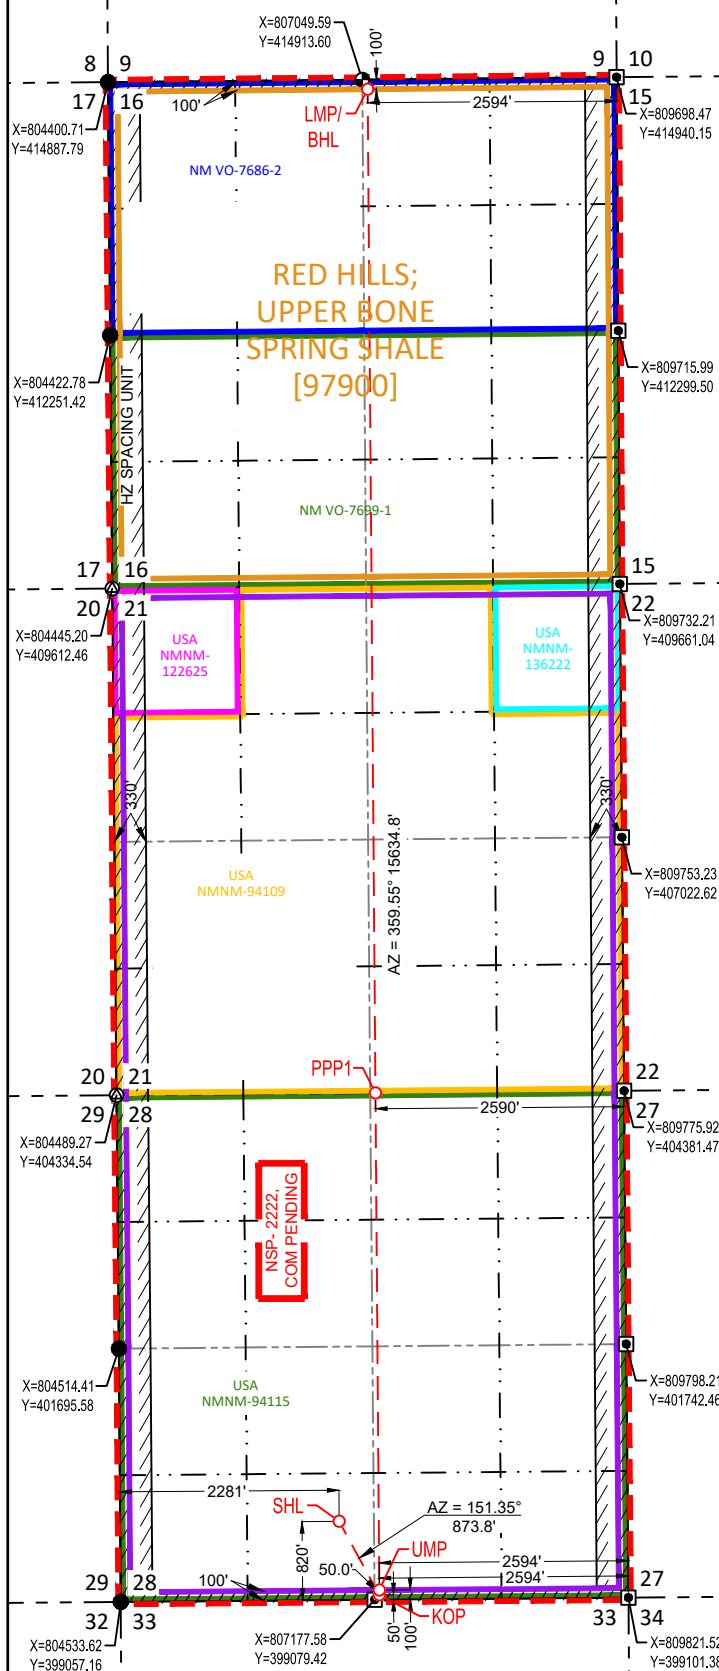 X=807049.59
Y=414913.60
100'
8 9
9 10
17 16
15
100'
2594'
LMP/
BHL
X=804400.71
Y=414887.79
X=809698.47
Y=414940.15
NM VO-7686-2
RED HILLS;
UPPER BONE
SPRING SHALE
[97900]
X=804422.78
Y=412251.42
X=809715.99
Y=412299.50
HZ SPACING UNIT
NM VO-7699-1
17 16
15
20 21
22
X=804445.20
Y=409612.46
X=809732.21
Y=409661.04
USA
NMNM-
122625
USA
NMNM-
136222
330'
330'
X=809753.23
Y=407022.62
USA
NMNM-94109
AZ = 359.55° 15634.8'
PPP1
20 21
22
29 28
27
2590'
X=804489.27
Y=404334.54
X=809775.92
Y=404381.47
NSP- 2222,
COM PENDING
X=804514.41
Y=401695.58
X=809798.21
Y=401742.46
USA
NMNM-94115
2281'
SHL
AZ = 151.35°
873.8'
820'
UMP
50.0'
2594'
2594'
100'
29 28
27
32 33
33 34
KOP
50'
100'
X=804533.62
Y=399057.16
X=807177.58
Y=399079.42
X=809821.52
Y=399101.38